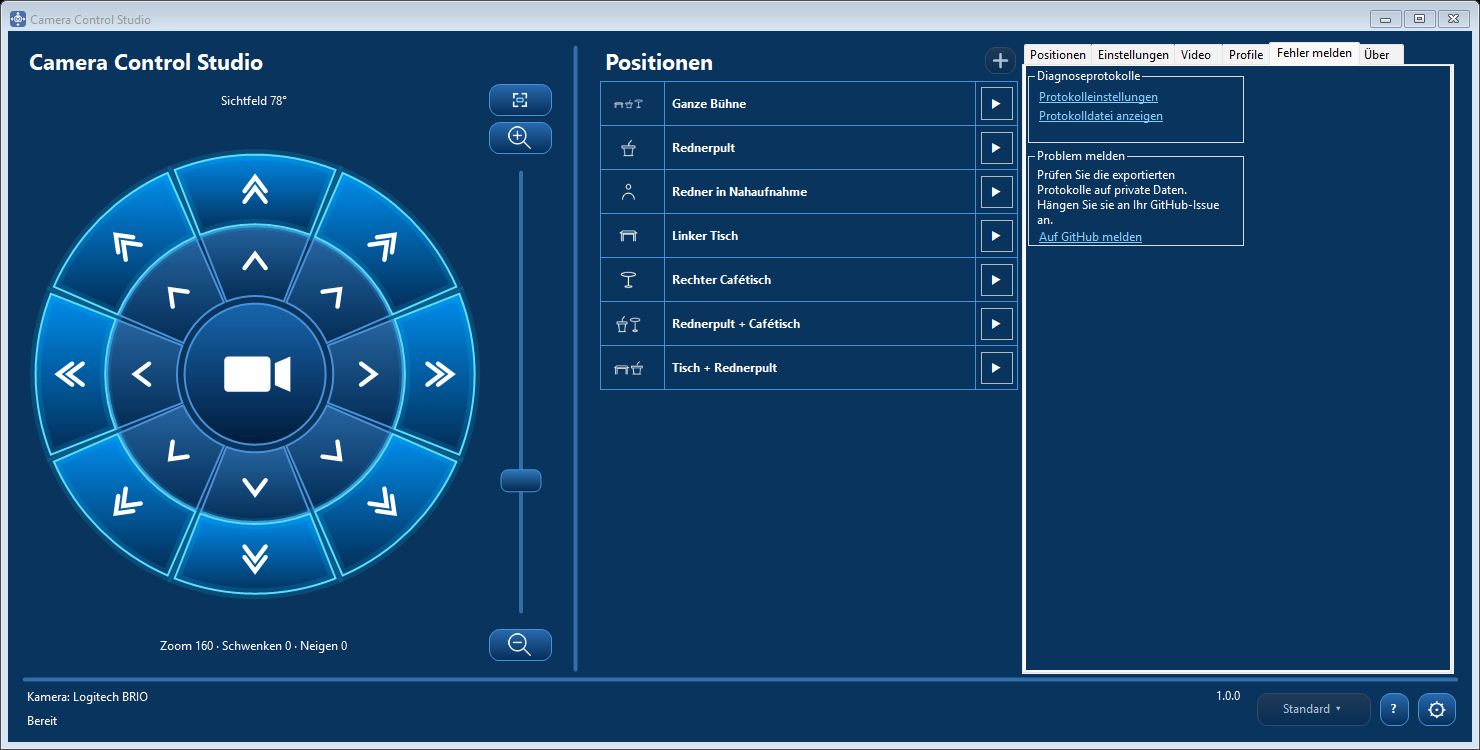 Camera Control Studio
Camera Control Studio
Sichtfeld 78°
Zoom 160 · Schwenken 0 · Neigen 0
Positionen
Ganze Bühne
Rednerpult
Redner in Nahaufnahme
Linker Tisch
Rechter Cafétisch
Rednerpult + Cafétisch
Tisch + Rednerpult
Positionen Einstellungen Video Profile Fehler melden Über
Diagnoseprotokolle
Protokolleinstellungen
Protokolldatei anzeigen
Problem melden
Prüfen Sie die exportierten
Protokolle auf private Daten.
Hängen Sie sie an Ihr GitHub-Issue
an.
Auf GitHub melden
Kamera: Logitech BRIO
Bereit
1.0.0
Standard
?